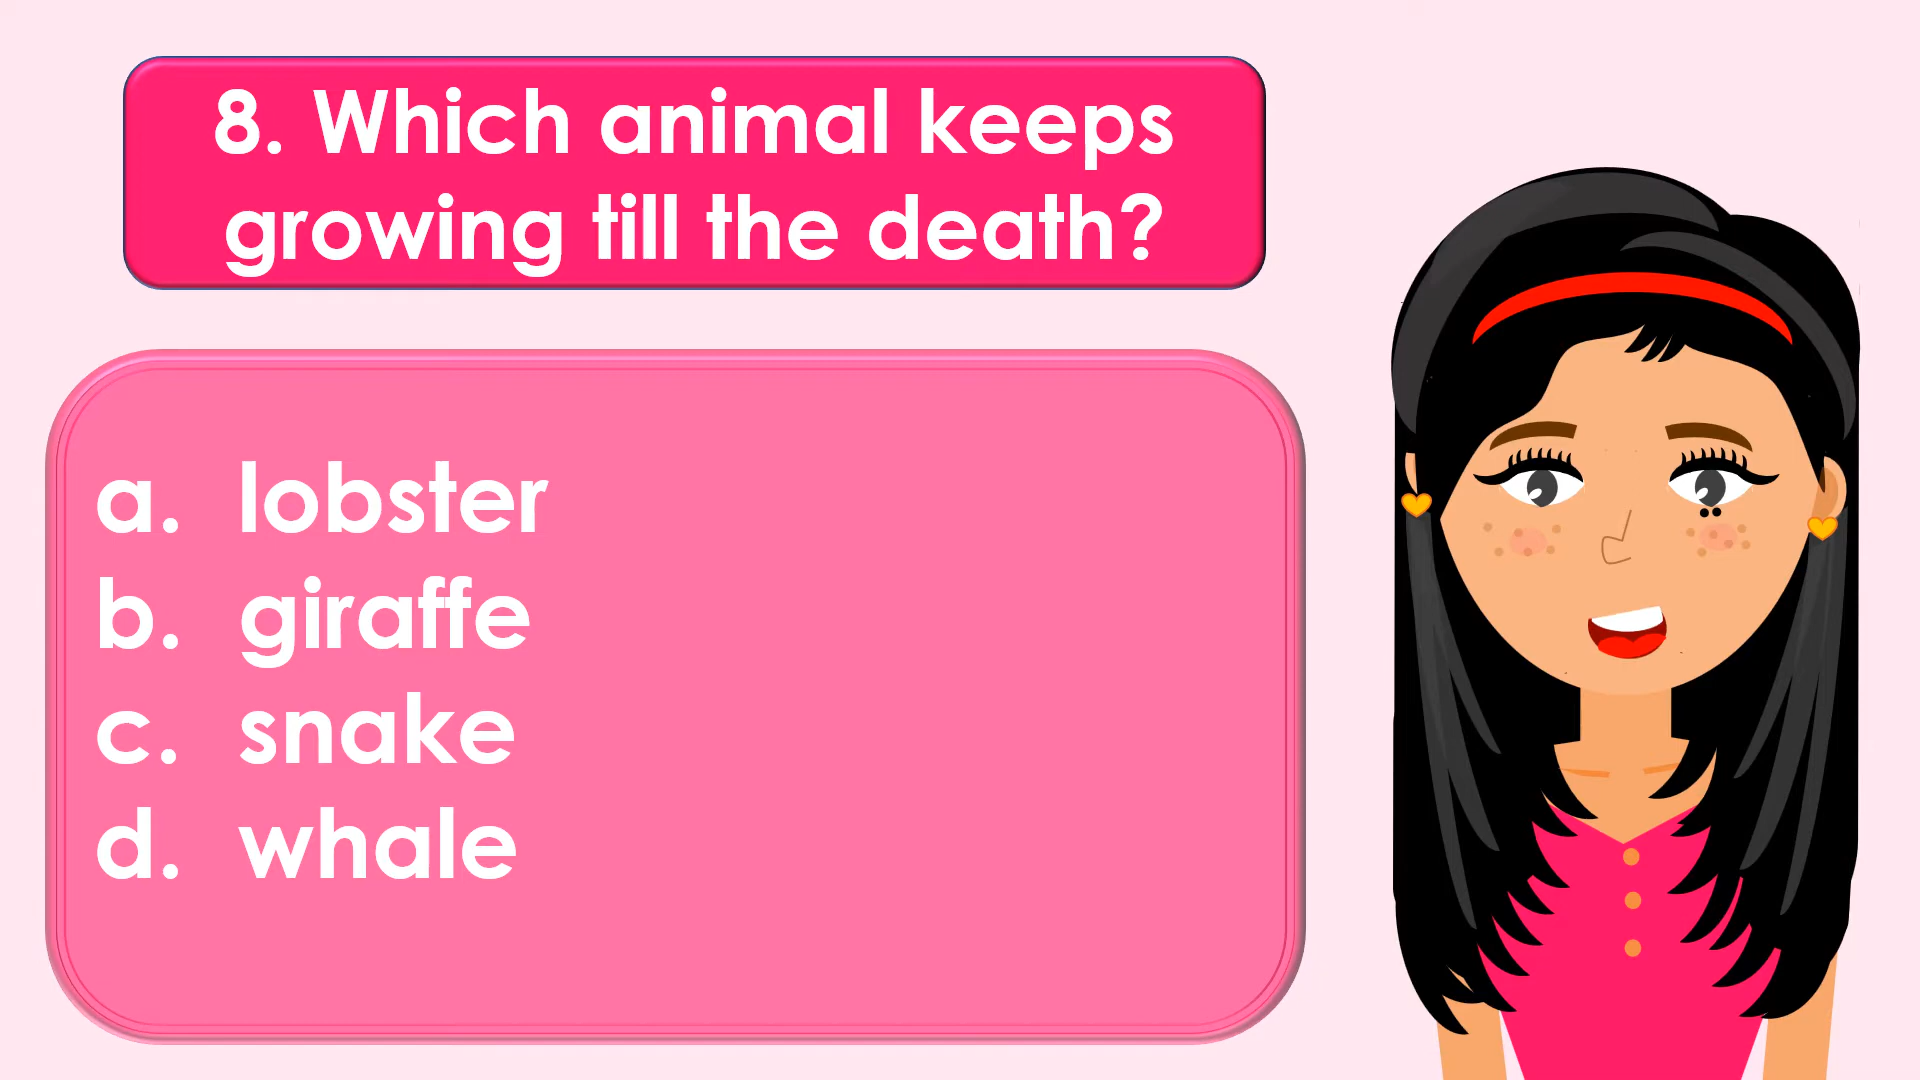 8. Which animal keeps
growing till the death?
a. lobster
b. giraffe
c. snake
d. whale